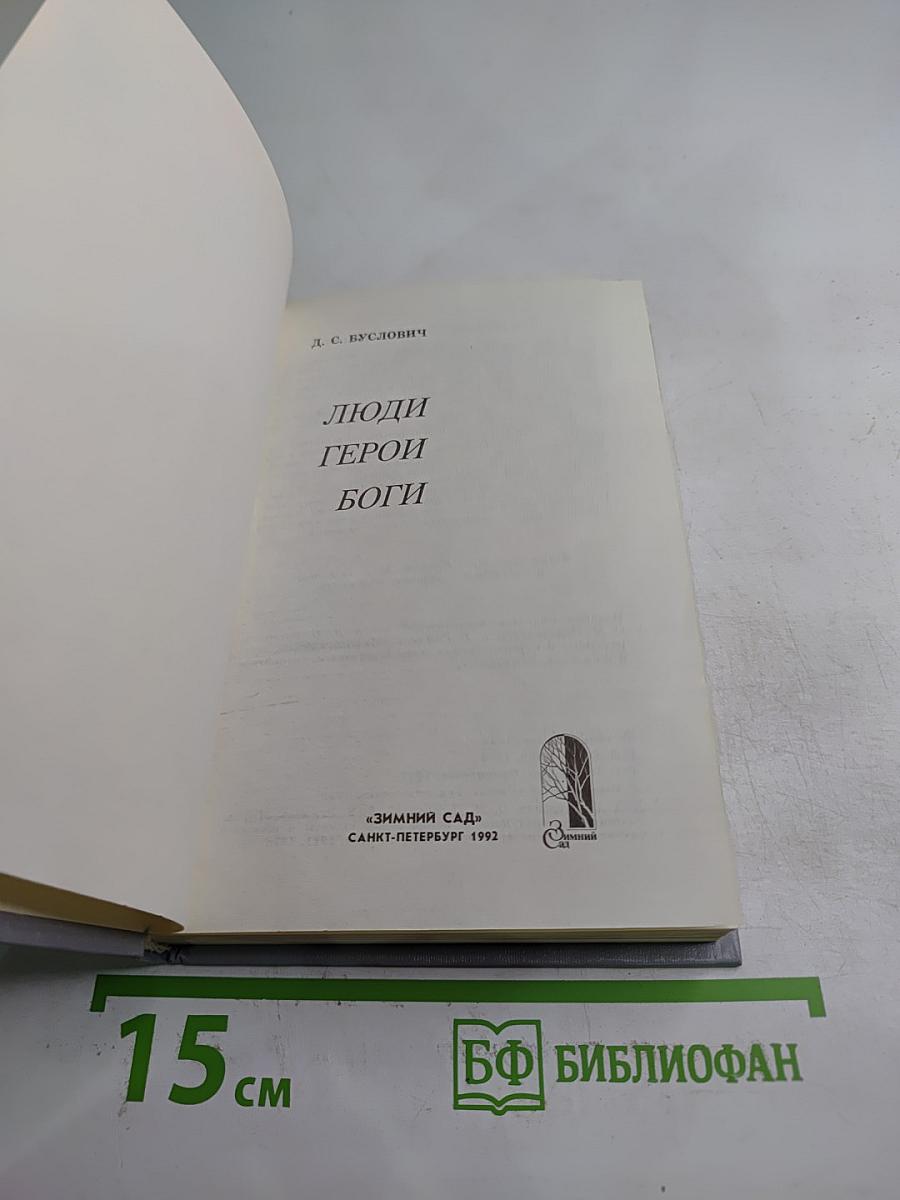 Д. С. БУСЛОВИЧ
ЛЮДИ
ГЕРОИ
БОГИ
«ЗИМНИЙ САД»
САНКТ-ПЕТЕРБУРГ 1992
Зимний
Сад
15 см
БФ БИБЛИОФАН